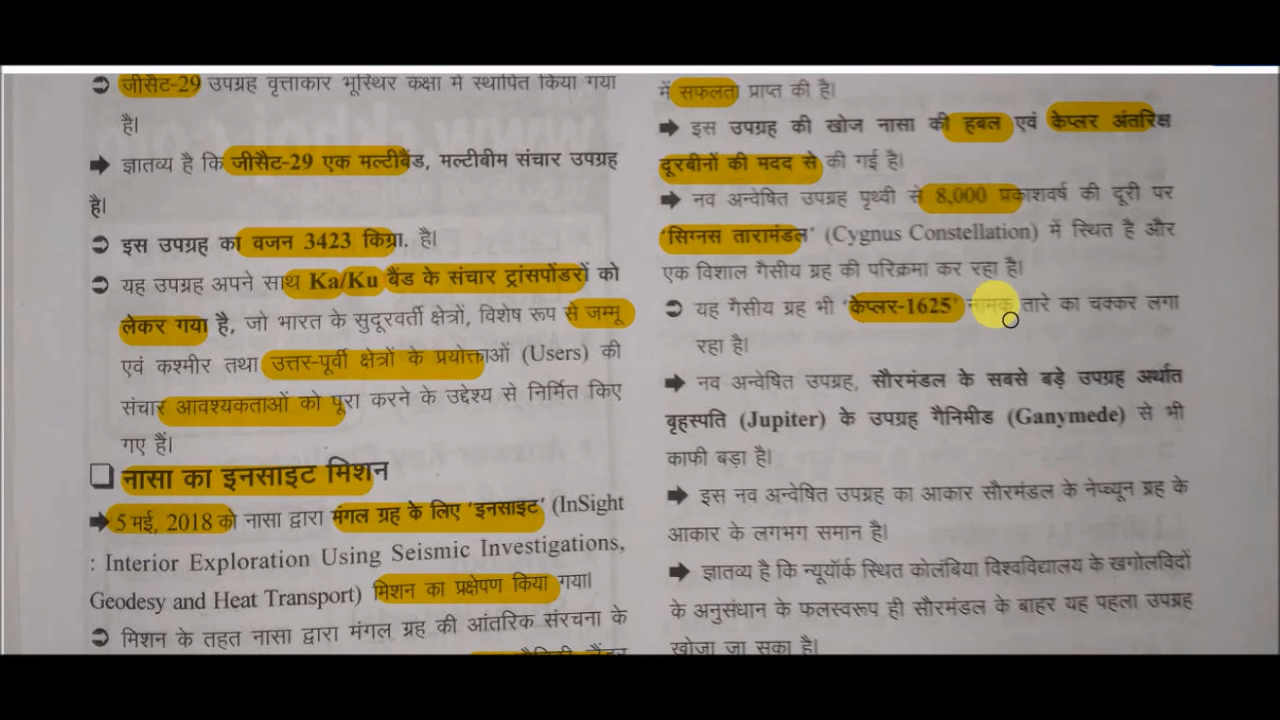 ➲ जीसैट-29 उपग्रह वृत्ताकार भूस्थिर कक्षा में स्थापित किया गया
है।
➡ ज्ञातव्य है कि जीसैट-29 एक मल्टीबैंड, मल्टीबीम संचार उपग्रह
है।
➲ इस उपग्रह का वजन 3423 किग्रा. है।
➲ यह उपग्रह अपने साथ Ka/Ku बैंड के संचार ट्रांसपोंडरों को
लेकर गया है, जो भारत के सुदूरवर्ती क्षेत्रों, विशेष रूप से जम्मू
एवं कश्मीर तथा उत्तर-पूर्वी क्षेत्रों के प्रयोक्ताओं (Users) की
संचार आवश्यकताओं को पूरा करने के उद्देश्य से निर्मित किए
गए हैं।
❑ नासा का इनसाइट मिशन
➡ 5 मई, 2018 को नासा द्वारा मंगल ग्रह के लिए 'इनसाइट' (InSight
: Interior Exploration Using Seismic Investigations,
Geodesy and Heat Transport) मिशन का प्रक्षेपण किया गया।
➲ मिशन के तहत नासा द्वारा मंगल ग्रह की आंतरिक संरचना के
में सफलता प्राप्त की है।
➡ इस उपग्रह की खोज नासा की हबल एवं केप्लर अंतरिक्ष
दूरबीनों की मदद से की गई है।
➡ नव अन्वेषित उपग्रह पृथ्वी से 8,000 प्रकाशवर्ष की दूरी पर
'सिग्नस तारामंडल' (Cygnus Constellation) में स्थित है और
एक विशाल गैसीय ग्रह की परिक्रमा कर रहा है।
➲ यह गैसीय ग्रह भी 'केप्लर-1625' नामक तारे का चक्कर लगा
रहा है।
➡ नव अन्वेषित उपग्रह, सौरमंडल के सबसे बड़े उपग्रह अर्थात
बृहस्पति (Jupiter) के उपग्रह गैनिमीड (Ganymede) से भी
काफी बड़ा है।
➡ इस नव अन्वेषित उपग्रह का आकार सौरमंडल के नेप्च्यून ग्रह के
आकार के लगभग समान है।
➡ ज्ञातव्य है कि न्यूयॉर्क स्थित कोलंबिया विश्वविद्यालय के खगोलविदों
के अनुसंधान के फलस्वरूप ही सौरमंडल के बाहर यह पहला उपग्रह
खोजा जा सका है।